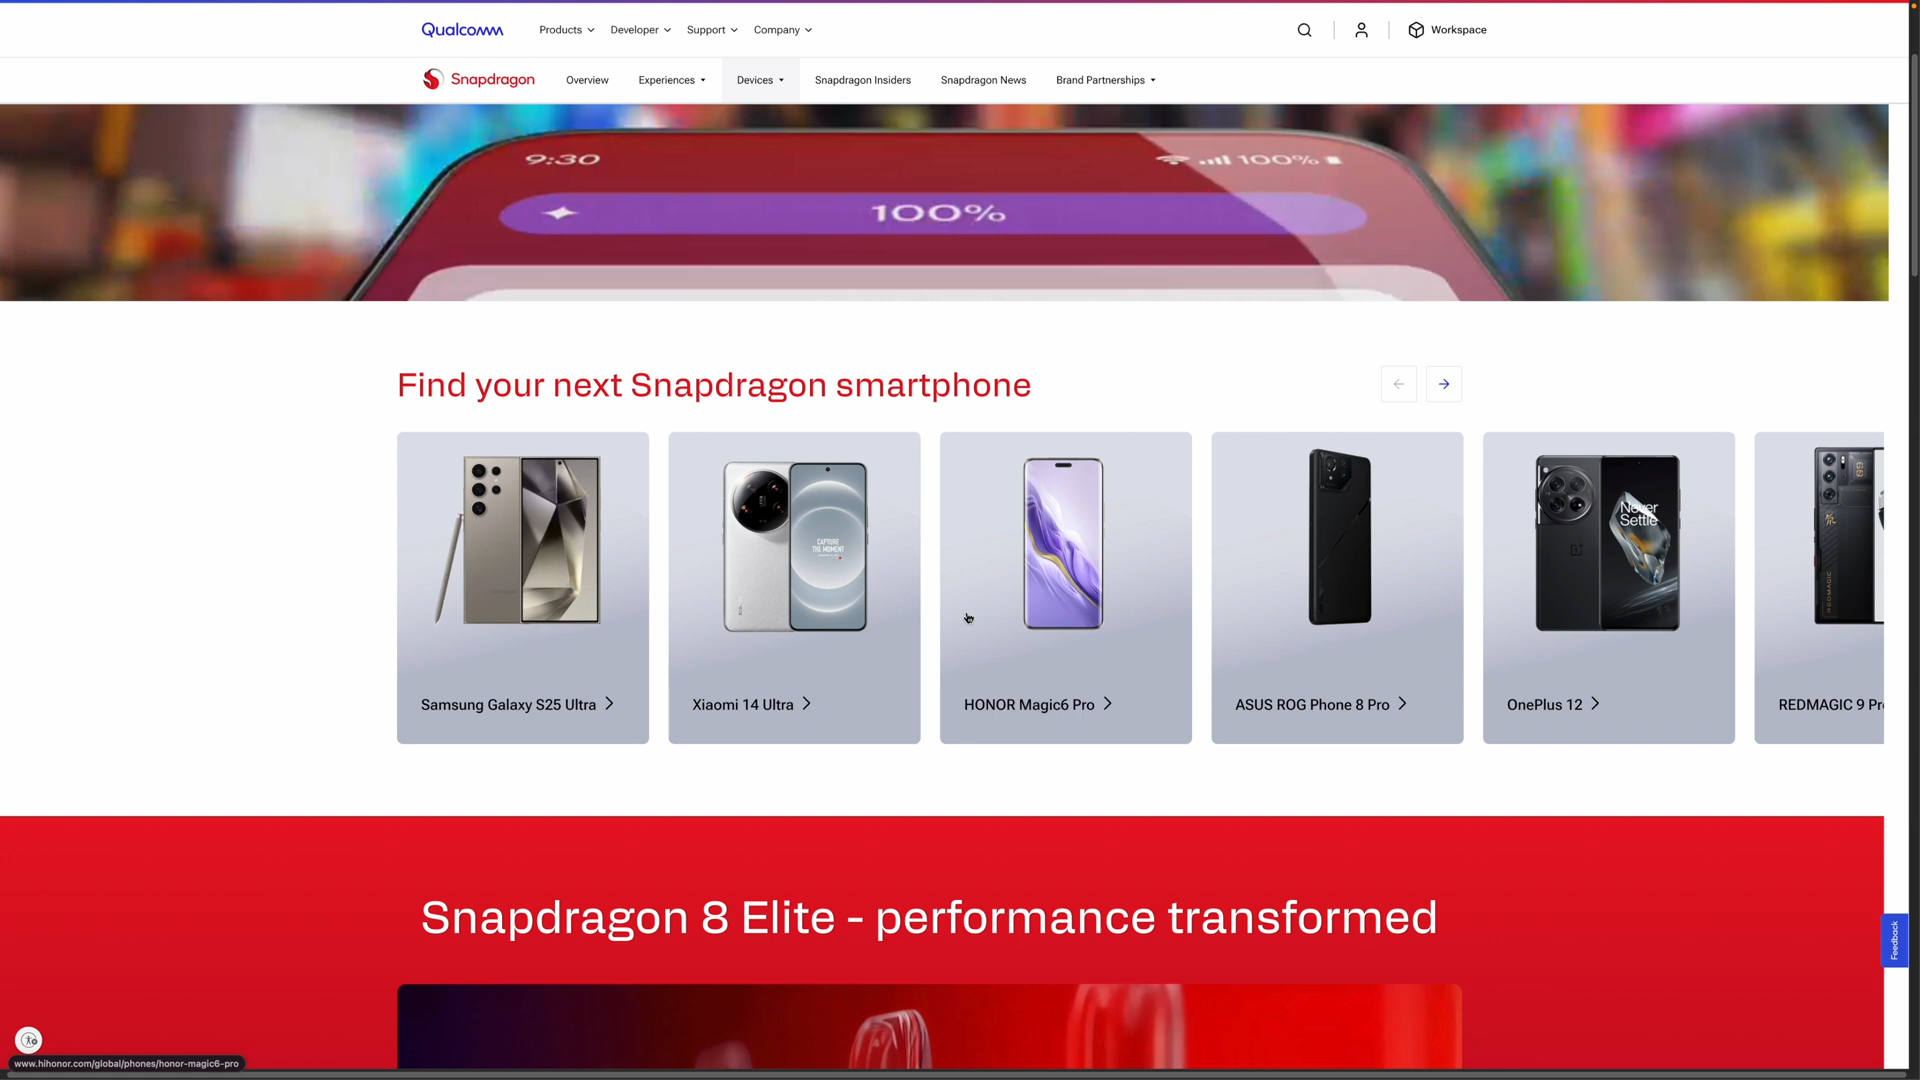 Qualcomm
Products
Developer
Support
Company
Workspace
Snapdragon
Overview
Experiences
Devices
Snapdragon Insiders
Snapdragon News
Brand Partnerships
9:30
100%
100%
Find your next Snapdragon smartphone
CAPTURE
THE MOMENT
Never
Settle
REDMAGIC
Samsung Galaxy S25 Ultra
Xiaomi 14 Ultra
HONOR Magic6 Pro
ASUS ROG Phone 8 Pro
OnePlus 12
REDMAGIC 9 Pr
Snapdragon 8 Elite - performance transformed
Feedback
www.hihonor.com/global/phones/honor-magic6-pro